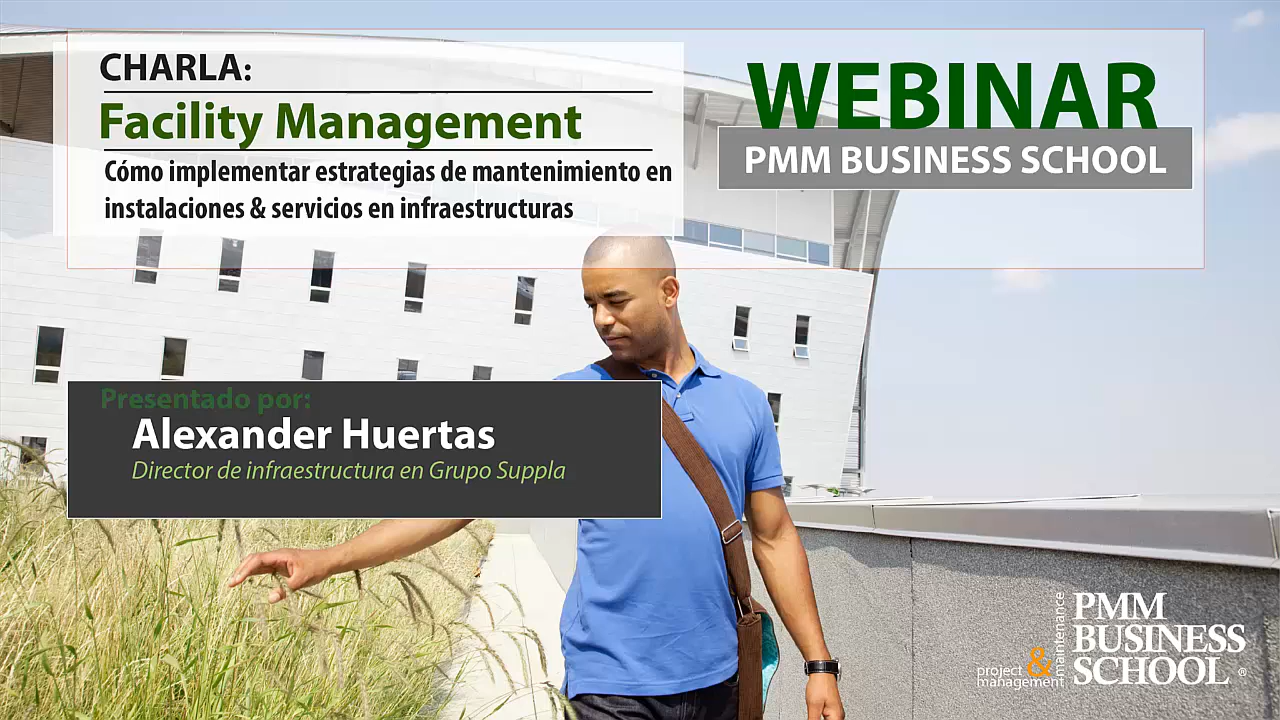 CHARLA:
Facility Management
Cómo implementar estrategias de mantenimiento en
instalaciones & servicios en infraestructuras
WEBINAR
PMM BUSINESS SCHOOL
Presentado por:
Alexander Huertas
Director de infraestructura en Grupo Suppla
project & management
maintenance
PMM
BUSINESS
SCHOOL ®